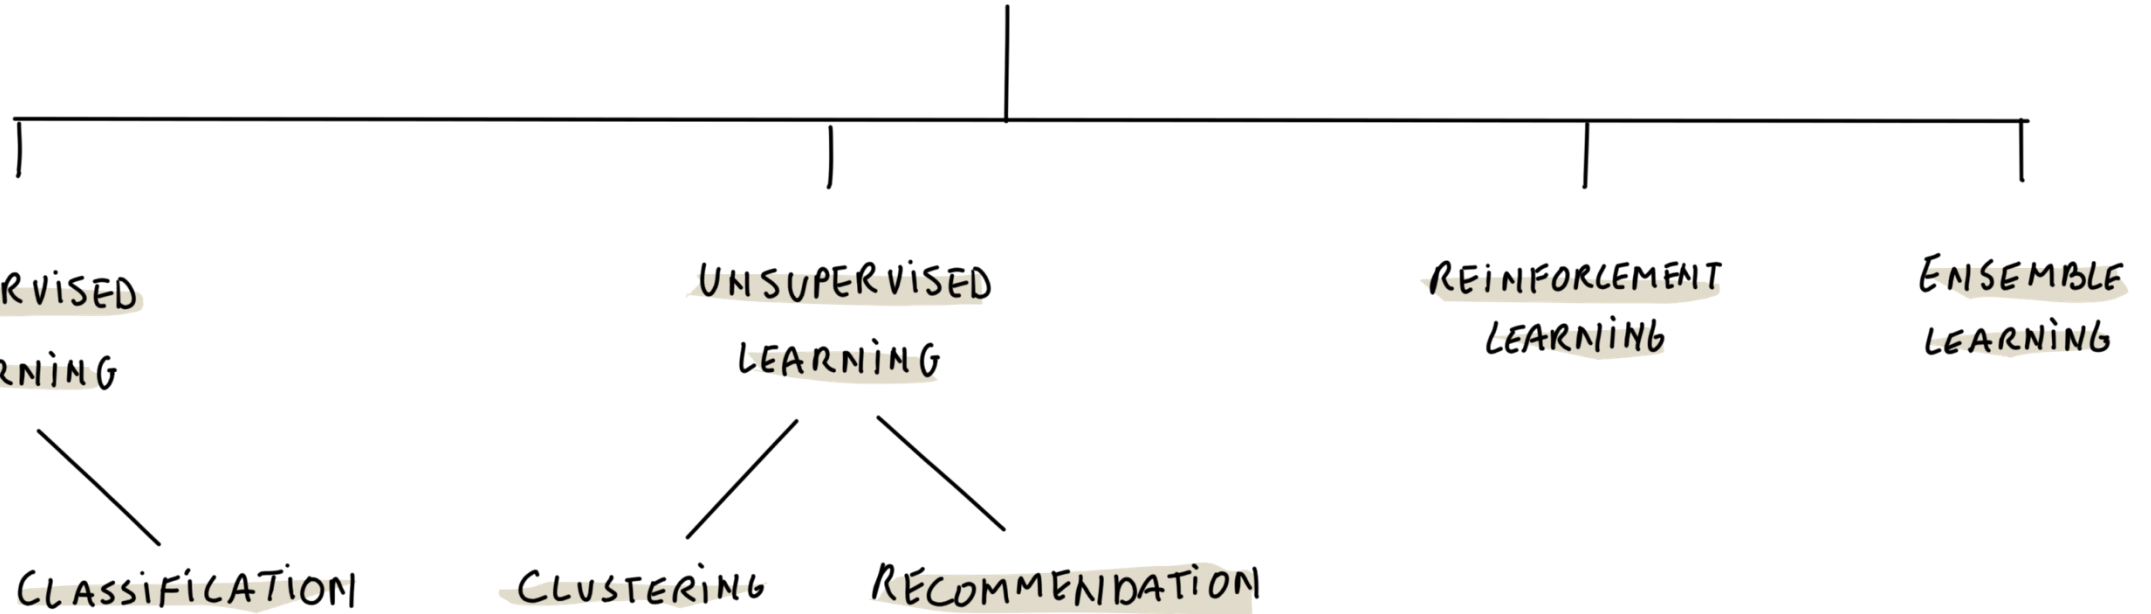 RVISED
RNING
UNSUPERVISED
LEARNING
REINFORCEMENT
LEARNING
ENSEMBLE
LEARNING
CLASSIFICATION
CLUSTERING
RECOMMENDATION